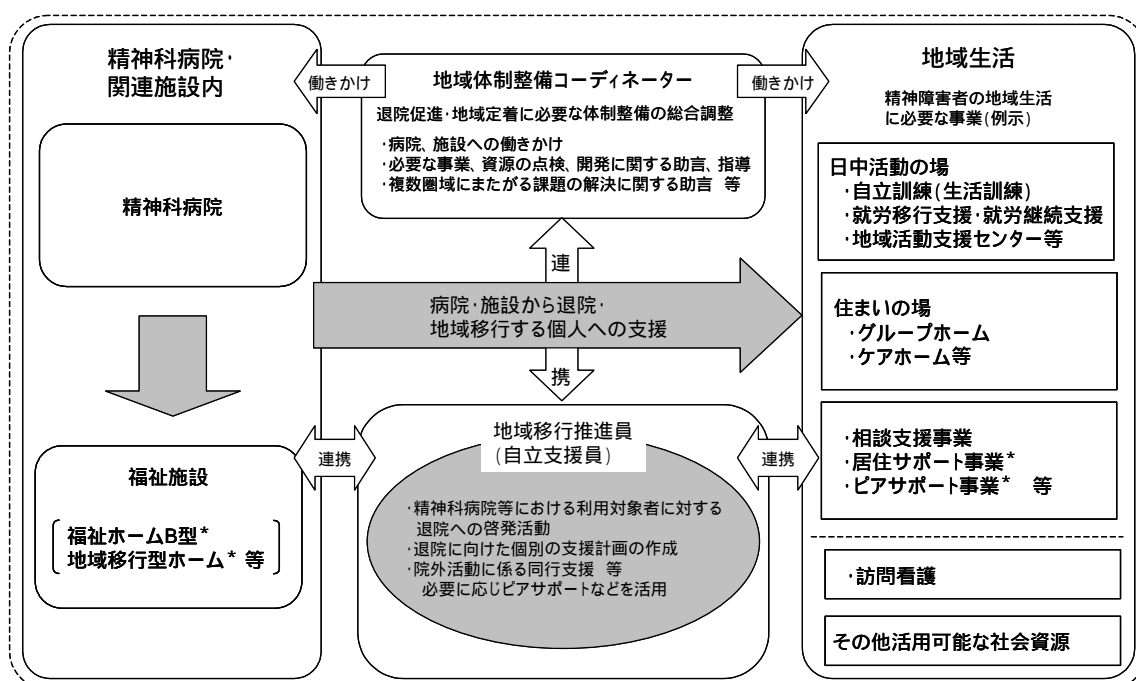 精神科病院・
関連施設内
精神科病院
福祉施設
福祉ホームB型*
地域移行型ホーム* 等
働きかけ
地域体制整備コーディネーター
退院促進・地域定着に必要な体制整備の総合調整
・病院、施設への働きかけ
・必要な事業、資源の点検、開発に関する助言、指導
・複数圏域にまたがる課題の解決に関する助言 等
働きかけ
連
病院・施設から退院・
地域移行する個人への支援
携
連携
地域移行推進員
(自立支援員)
・精神科病院等における利用対象者に対する
退院への啓発活動
・退院に向けた個別の支援計画の作成
・院外活動に係る同行支援 等
必要に応じピアサポートなどを活用
連携
地域生活
精神障害者の地域生活
に必要な事業(例示)
日中活動の場
・自立訓練(生活訓練)
・就労移行支援・就労継続支援
・地域活動支援センター等
住まいの場
・グループホーム
・ケアホーム等
・相談支援事業
・居住サポート事業*
・ピアサポート事業* 等
・訪問看護
その他活用可能な社会資源